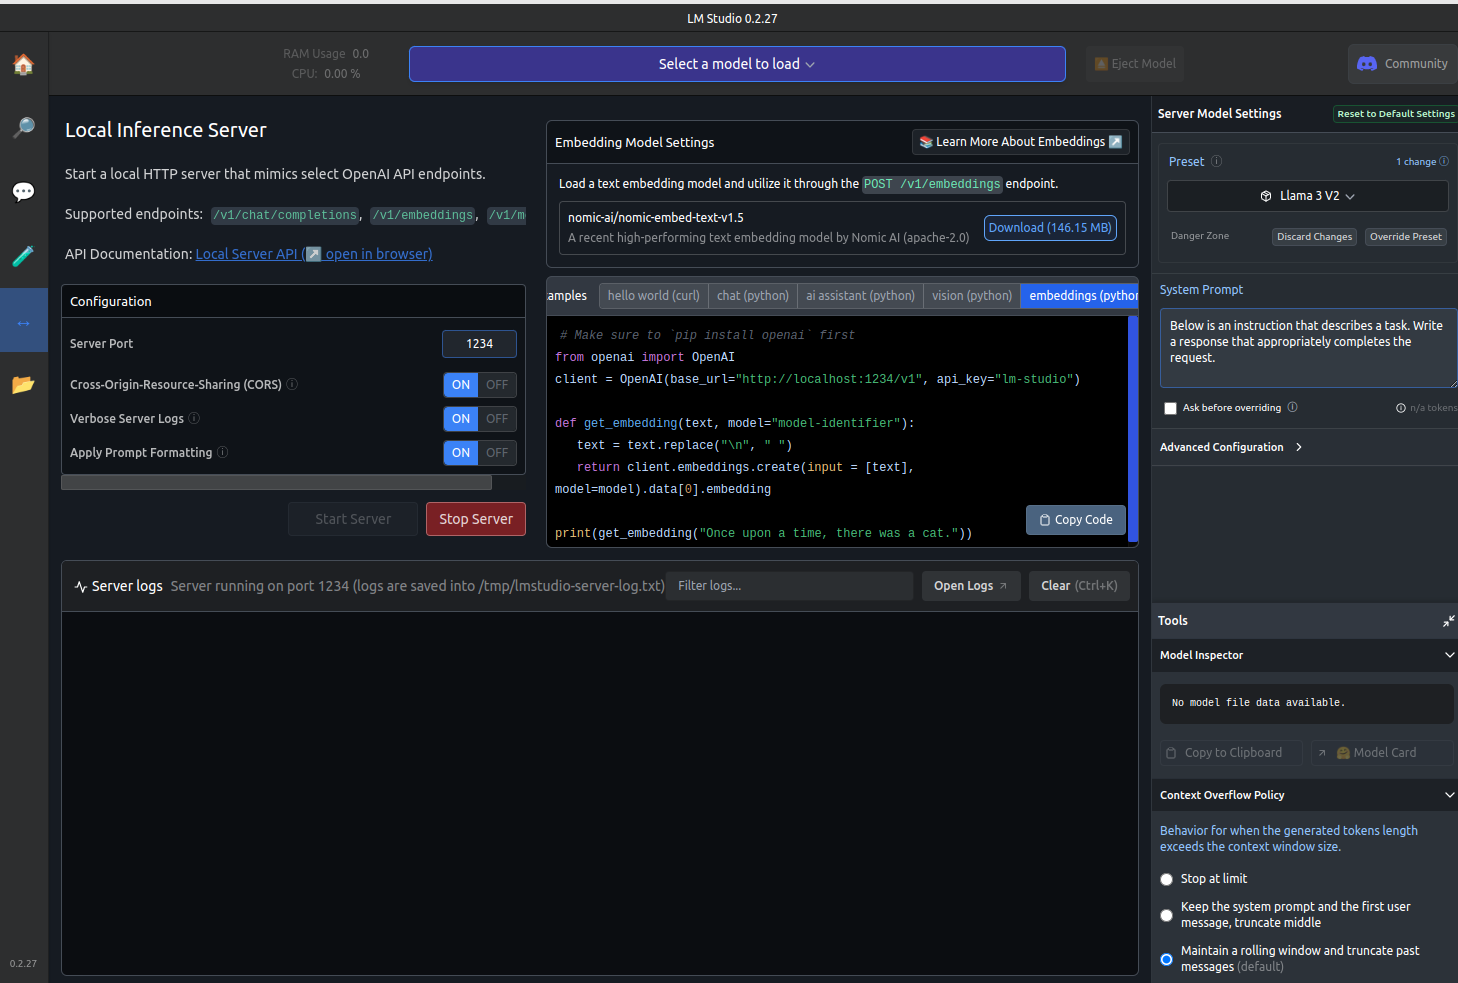 LM Studio 0.2.27
RAM Usage 0.0
CPU: 0.00 %
Select a model to load
Eject Model
Community
Local Inference Server
Start a local HTTP server that mimics select OpenAI API endpoints.
Supported endpoints: /v1/chat/completions, /v1/embeddings, /v1/m
API Documentation: Local Server API (↗ open in browser)
Configuration
Server Port 1234
Cross-Origin-Resource-Sharing (CORS) ON OFF
Verbose Server Logs ON OFF
Apply Prompt Formatting ON OFF
Start Server
Stop Server
Embedding Model Settings
Learn More About Embeddings
Load a text embedding model and utilize it through the POST /v1/embeddings endpoint.
nomic-ai/nomic-embed-text-v1.5
A recent high-performing text embedding model by Nomic AI (apache-2.0)
Download (146.15 MB)
amples hello world (curl) chat (python) ai assistant (python) vision (python) embeddings (python
# Make sure to `pip install openai` first
from openai import OpenAI
client = OpenAI(base_url="http://localhost:1234/v1", api_key="lm-studio")
def get_embedding(text, model="model-identifier"):
text = text.replace("\n", " ")
return client.embeddings.create(input = [text],
model=model).data[0].embedding
print(get_embedding("Once upon a time, there was a cat."))
Copy Code
Server logs Server running on port 1234 (logs are saved into /tmp/lmstudio-server-log.txt)
Filter logs...
Open Logs
Clear (Ctrl+K)
Server Model Settings
Reset to Default Settings
Preset
1 change
Llama 3 V2
Danger Zone
Discard Changes
Override Preset
System Prompt
Below is an instruction that describes a task. Write
a response that appropriately completes the
request.
Ask before overriding
n/a tokens
Advanced Configuration
Tools
Model Inspector
No model file data available.
Copy to Clipboard
Model Card
Context Overflow Policy
Behavior for when the generated tokens length
exceeds the context window size.
Stop at limit
Keep the system prompt and the first user
message, truncate middle
Maintain a rolling window and truncate past
messages (default)
0.2.27